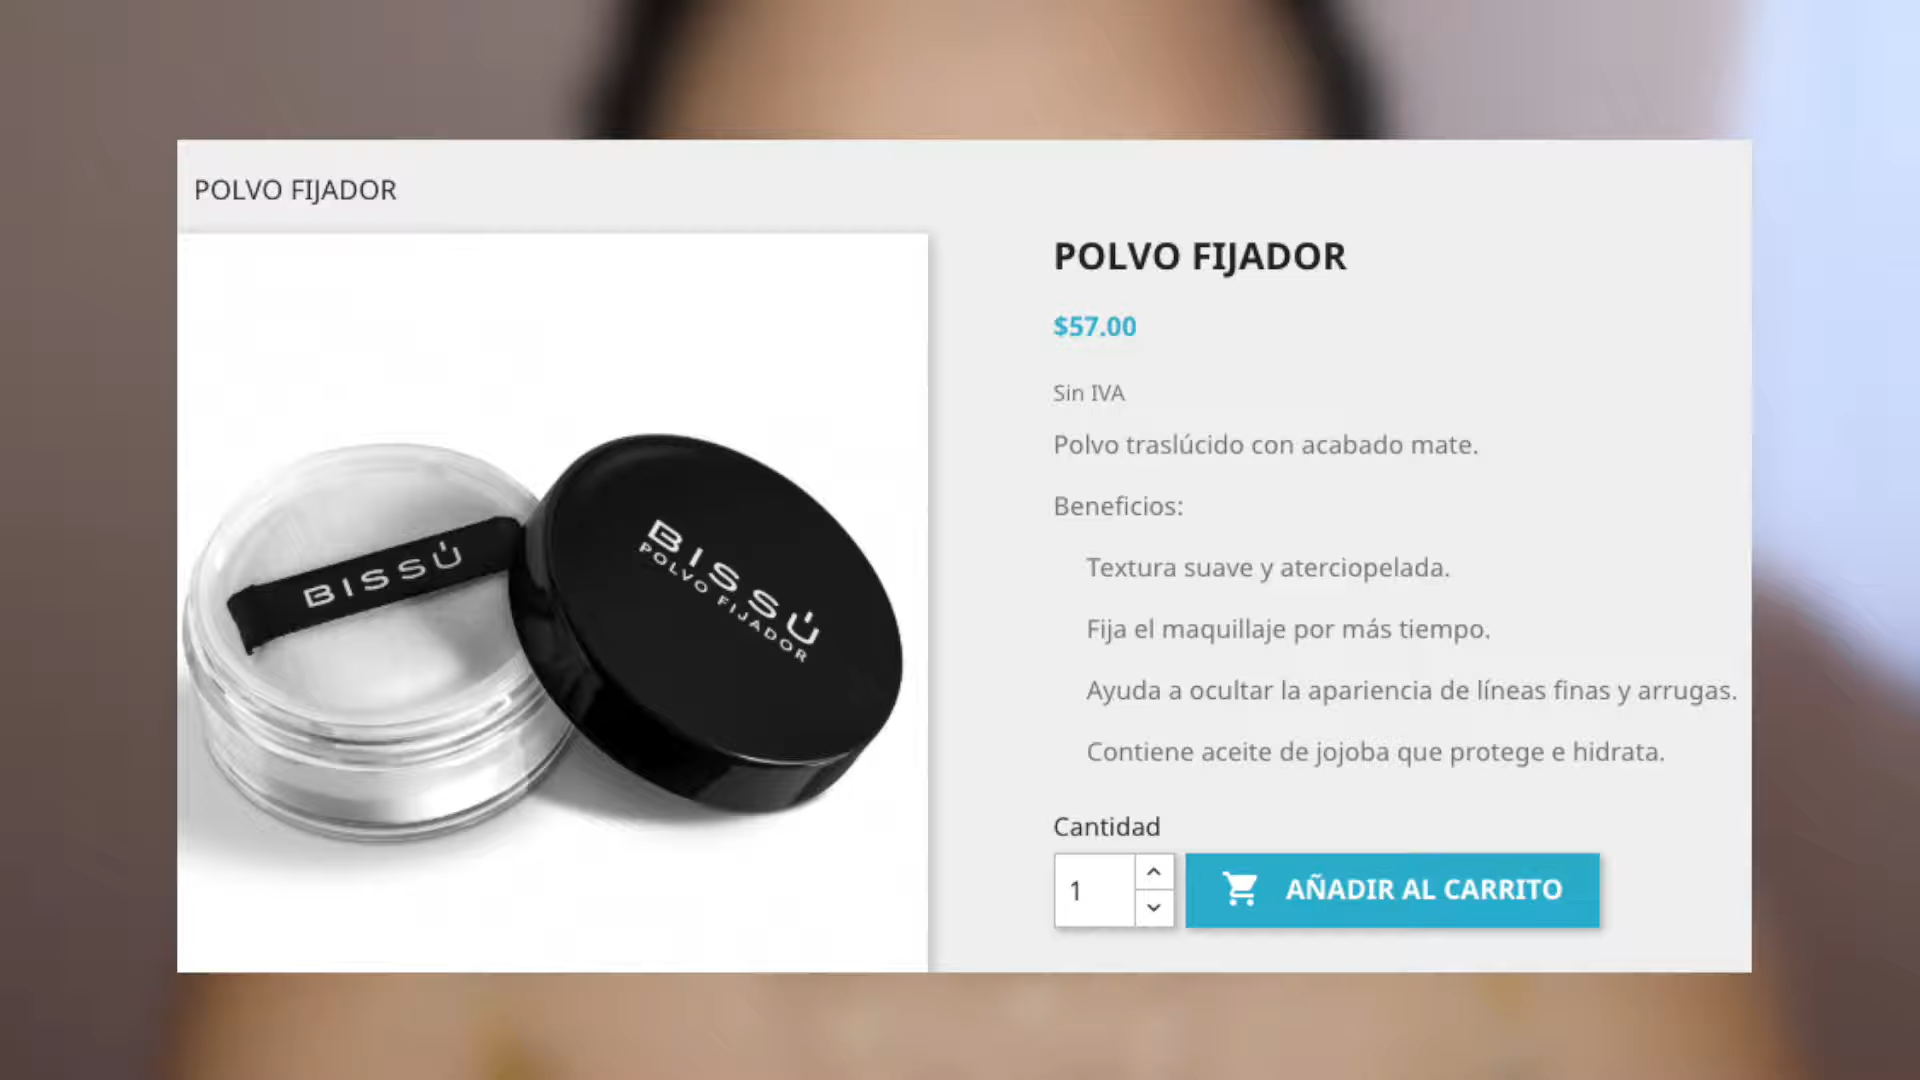 POLVO FIJADOR
BISSÚ
BISSÚ
POLVO FIJADOR
POLVO FIJADOR
$57.00
Sin IVA
Polvo traslúcido con acabado mate.
Beneficios:
Textura suave y aterciopelada.
Fija el maquillaje por más tiempo.
Ayuda a ocultar la apariencia de líneas finas y arrugas.
Contiene aceite de jojoba que protege e hidrata.
Cantidad
1
AÑADIR AL CARRITO